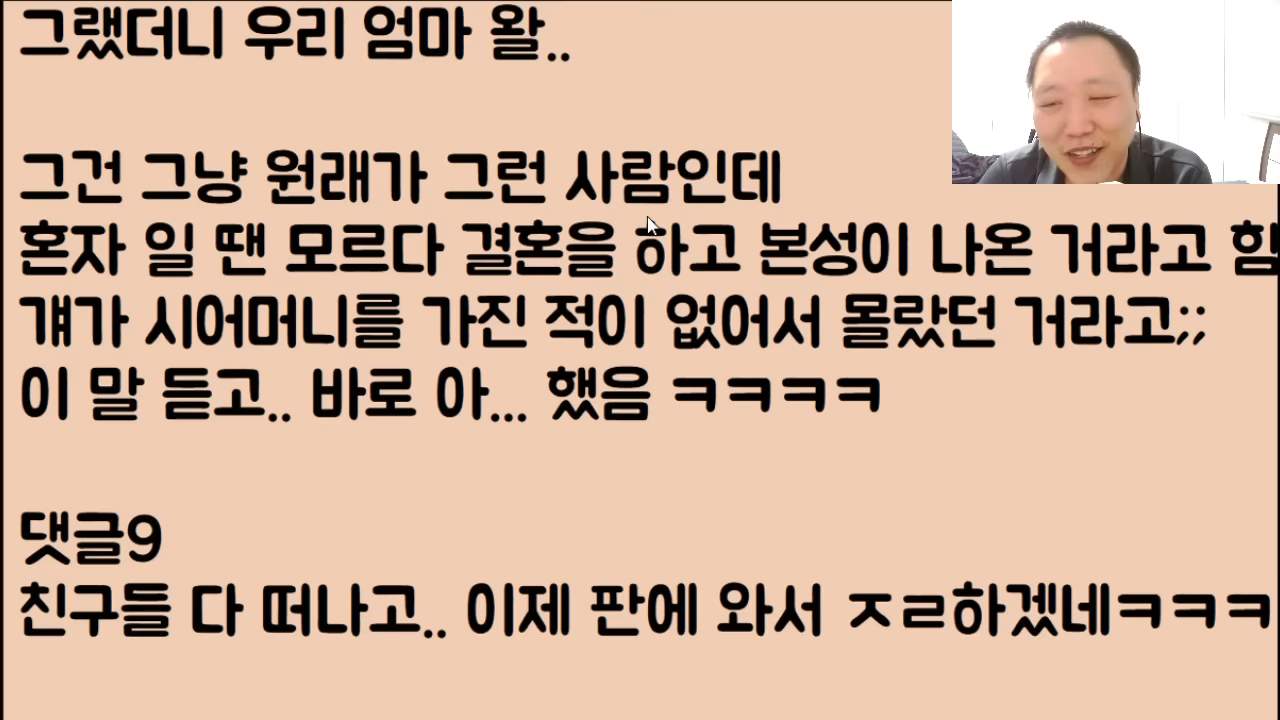 그랬더니 우리 엄마 왈..
그건 그냥 원래가 그런 사람인데
혼자 일 땐 모르다 결혼을 하고 본성이 나온 거라고 함
걔가 시어머니를 가진 적이 없어서 몰랐던 거라고;;
이 말 듣고.. 바로 아... 했음 ㅋㅋㅋㅋ
댓글9
친구들 다 떠나고.. 이제 판에 와서 ㅈㄹ하겠네ㅋㅋㅋ